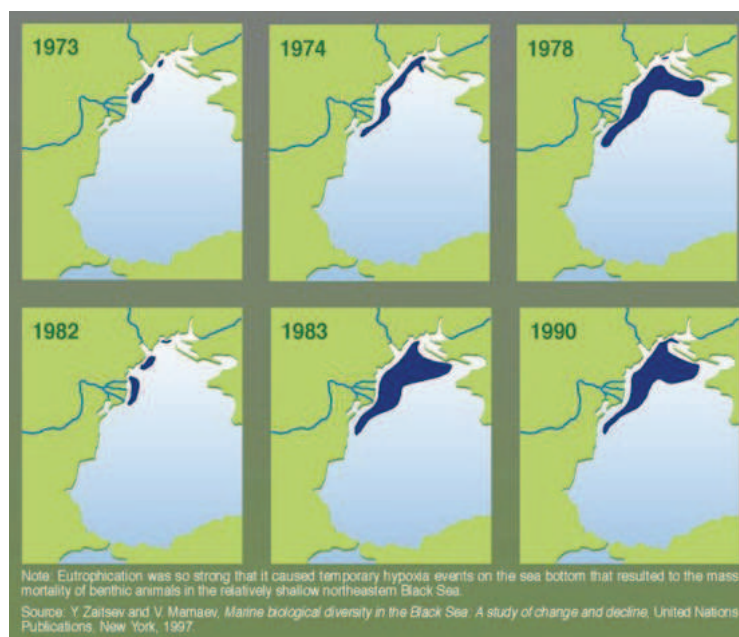 1973
1974
1978
1982
1983
1990
Note: Eutrophication was so strong that it caused temporary hypoxia events on the sea bottom that resulted to the mass
mortality of benthic animals in the relatively shallow northeastern Black Sea.
Source: Y. Zaitsev and V. Mamaev, Marine biological diversity in the Black Sea. A study of change and decline, United Nations
Publications, New York, 1997.